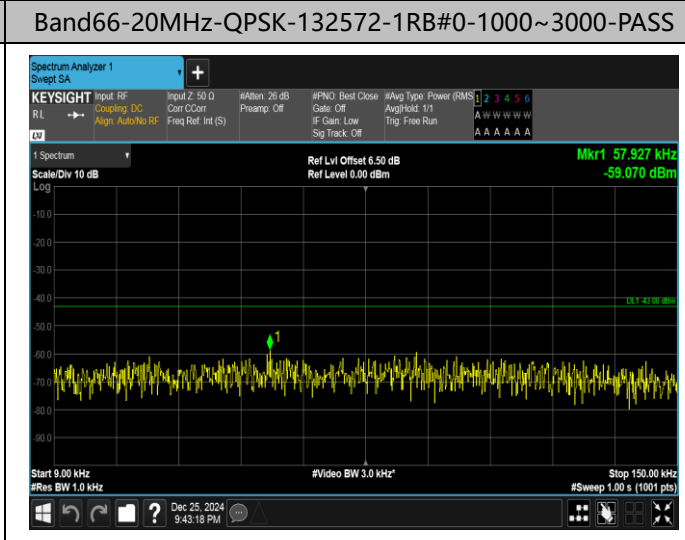 Band66-20MHz-QPSK-132572-1RB#0-1000~3000-PASS
Spectrum Analyzer 1
Swept SA
+
KEYSIGHT
RL
LXI
Input: RF
Coupling: DC
Align: Auto/No RF
Input Z: 50 Ω
Corr CCorr
Freq Ref: Int (S)
#Atten: 26 dB
Preamp: Off
#PNO: Best Close
Gate: Off
IF Gain: Low
Sig Track: Off
#Avg Type: Power (RMS
Avg|Hold: 1/1
Trig: Free Run
1 2 3 4 5 6
A W W W W W
A A A A A A
1 Spectrum
Scale/Div 10 dB
Log
Ref Lvl Offset 6.50 dB
Ref Level 0.00 dBm
Mkr1 57.927 kHz
-59.070 dBm
-10.0
-20.0
-30.0
-40.0
DL1 -43.00 dBm
-50.0
1
-60.0
-70.0
-80.0
-90.0
Start 9.00 kHz
#Video BW 3.0 kHz*
Stop 150.00 kHz
#Res BW 1.0 kHz
#Sweep 1.00 s (1001 pts)
?
Dec 25, 2024
9:43:18 PM